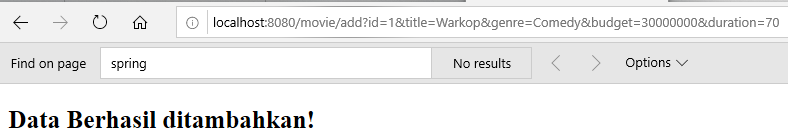 localhost:8080/movie/add?id=1&title=Warkop&genre=Comedy&budget=30000000&duration=70
Find on page spring No results Options
Data Berhasil ditambahkan!